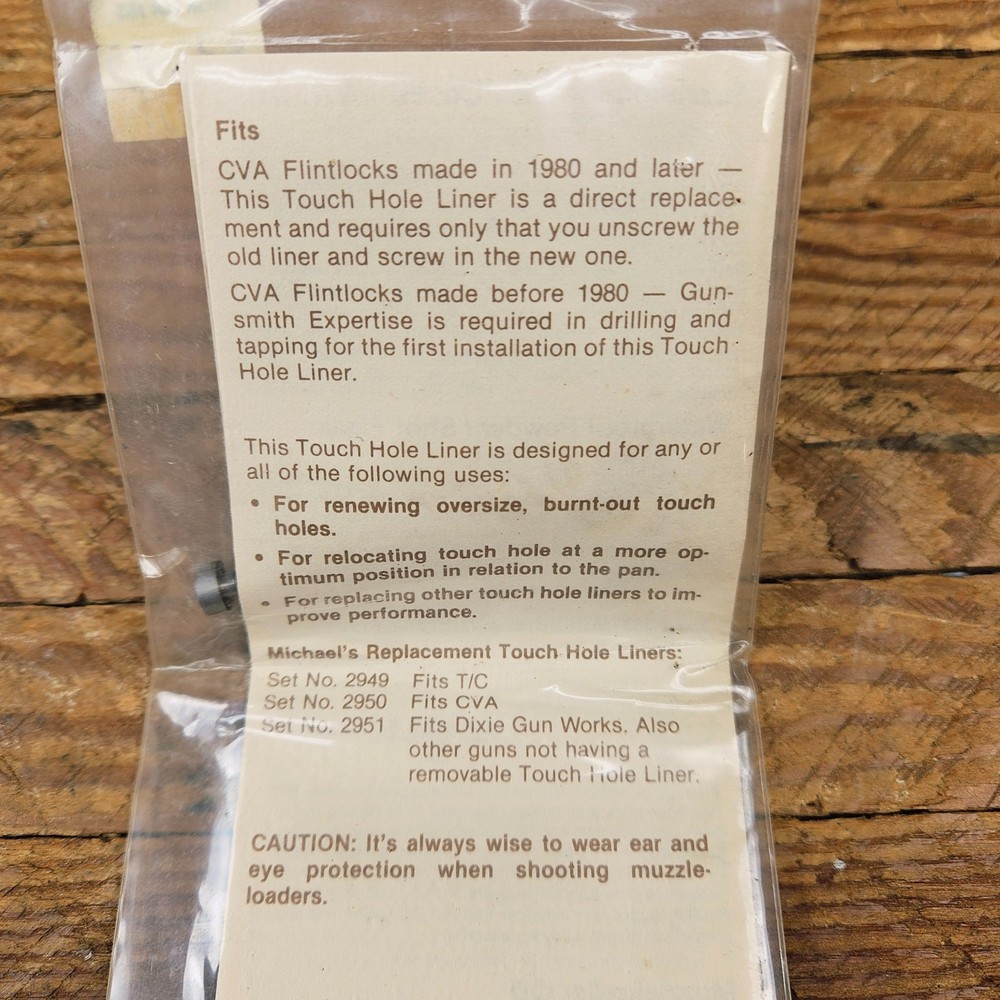 Fits
CVA Flintlocks made in 1980 and later —
This Touch Hole Liner is a direct replace-
ment and requires only that you unscrew the
old liner and screw in the new one.
CVA Flintlocks made before 1980 — Gun-
smith Expertise is required in drilling and
tapping for the first installation of this Touch
Hole Liner.
This Touch Hole Liner is designed for any or
all of the following uses:
• For renewing oversize, burnt-out touch
holes.
• For relocating touch hole at a more op-
timum position in relation to the pan.
• For replacing other touch hole liners to im-
prove performance.
Michael's Replacement Touch Hole Liners:
Set No. 2949 Fits T/C
Set No. 2950 Fits CVA
Set No. 2951 Fits Dixie Gun Works. Also
other guns not having a
removable Touch Hole Liner.
CAUTION: It's always wise to wear ear and
eye protection when shooting muzzle-
loaders.